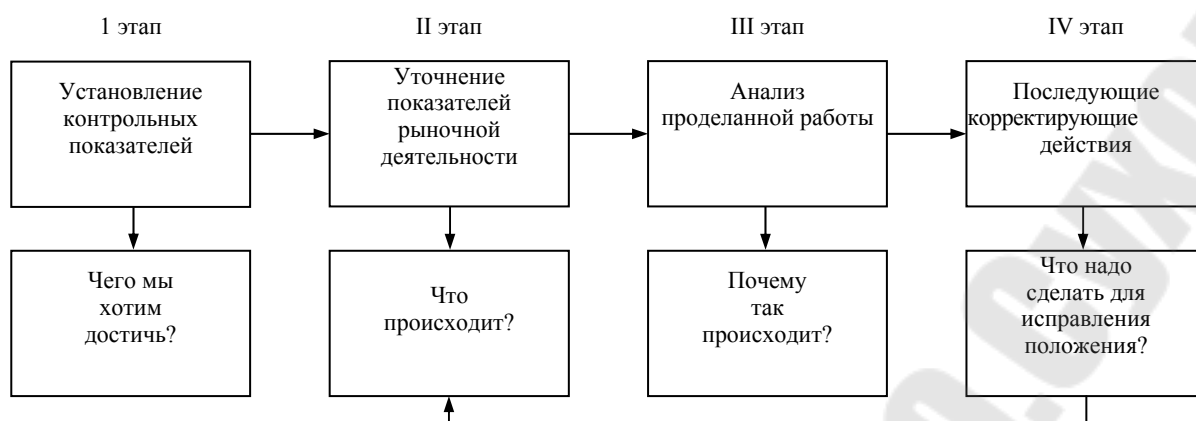 1 этап
II этап
III этап
IV этап
Установление
контрольных
показателей
Уточнение
показателей
рыночной
деятельности
Анализ
проделанной работы
Последующие
корректирующие
действия
Чего мы
хотим
достичь?
Что
происходит?
Почему
так
происходит?
Что надо
сделать для
исправления
положения?